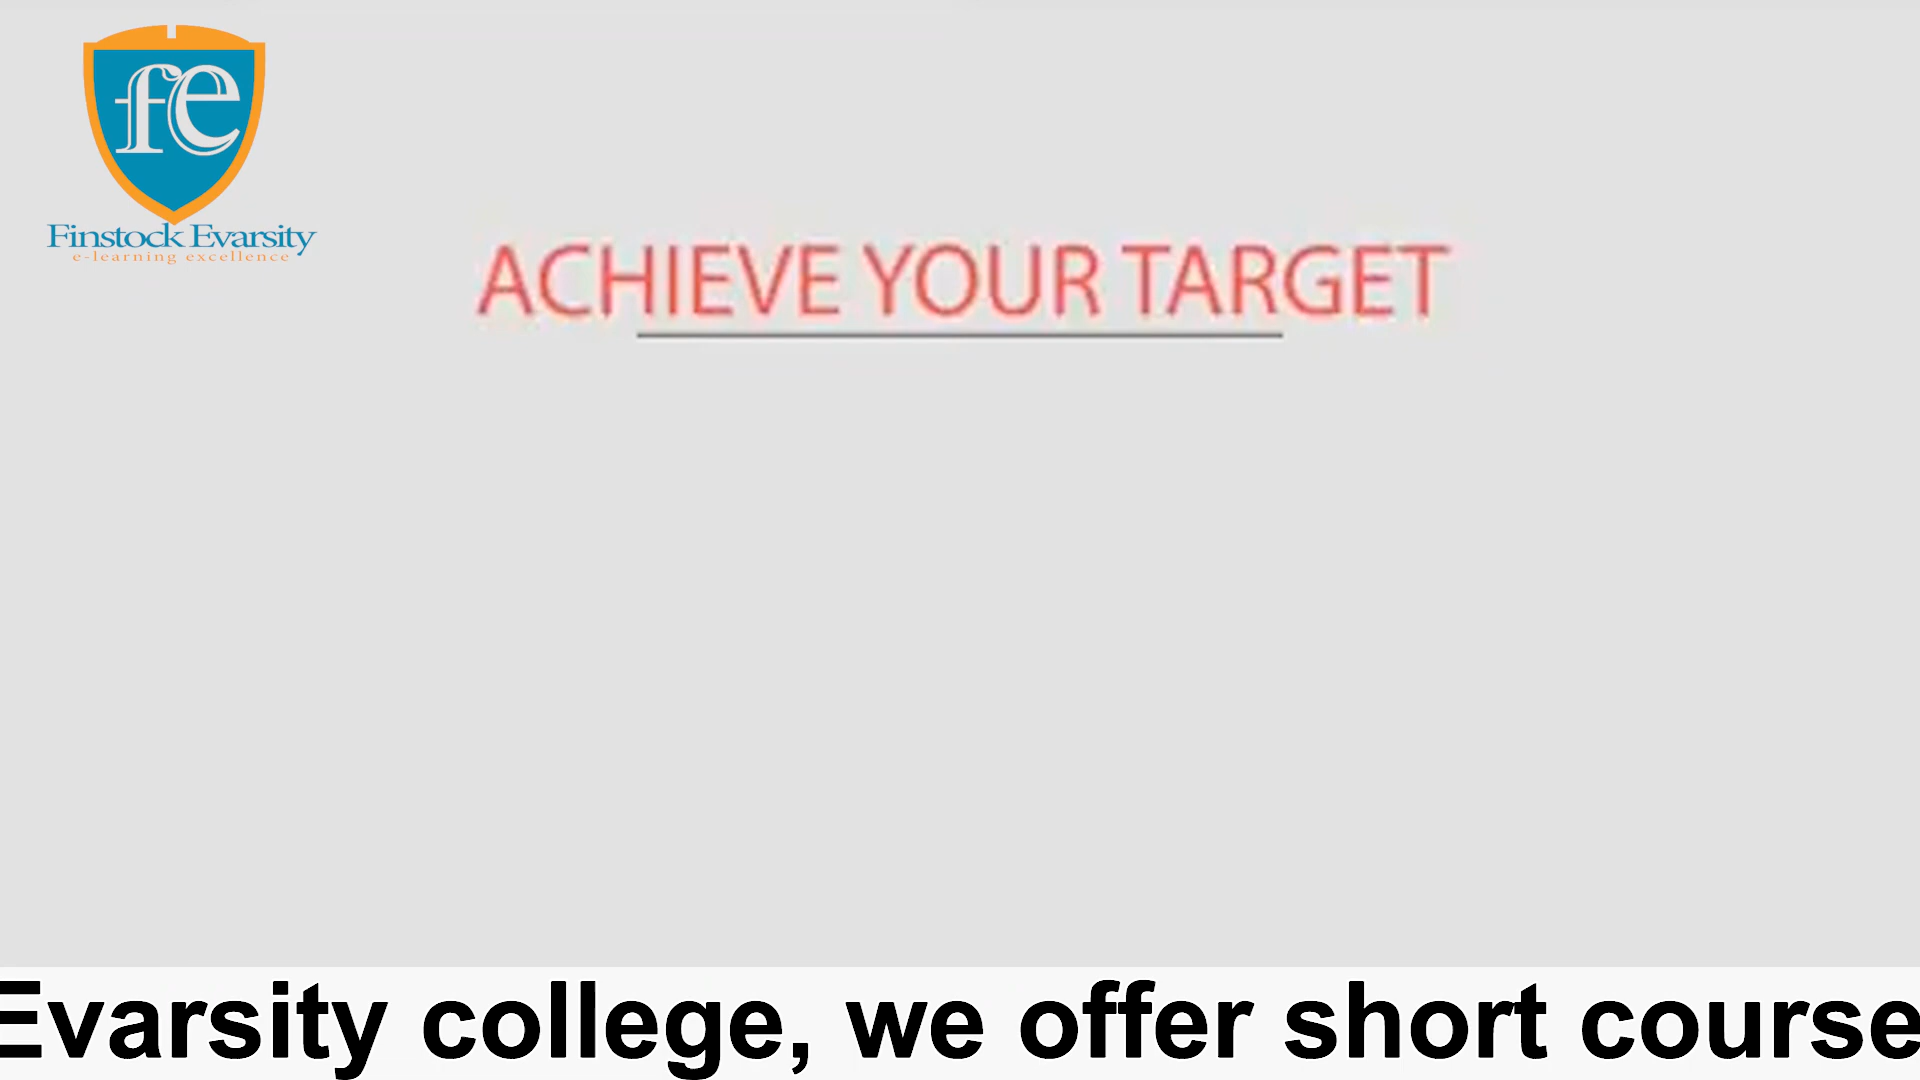 fe
Finstock Evarsity
e-learning excellence
ACHIEVE YOUR TARGET
Evarsity college, we offer short course